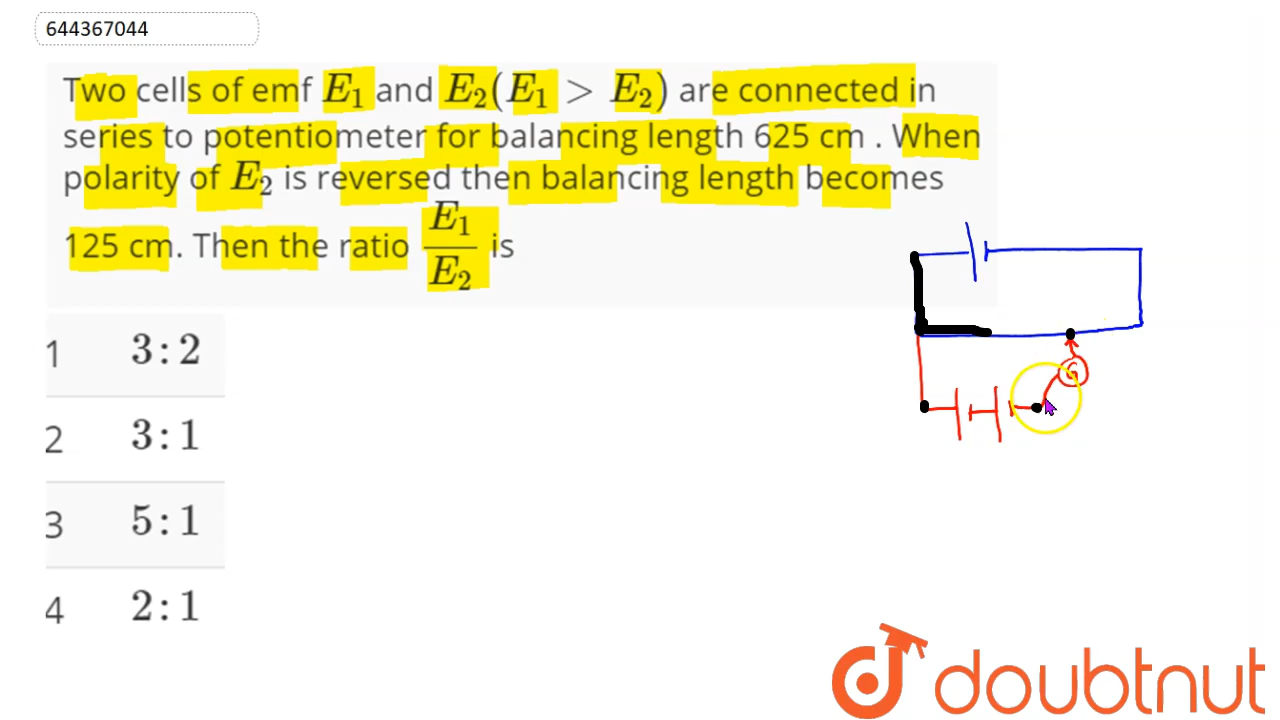 644367044
Two cells of emf E₁ and E₂(E₁ > E₂) are connected in
series to potentiometer for balancing length 625 cm . When
polarity of E₂ is reversed then balancing length becomes
125 cm. Then the ratio E₁/E₂ is
1 3 : 2
2 3 : 1
3 5 : 1
4 2 : 1
G
doubtnut